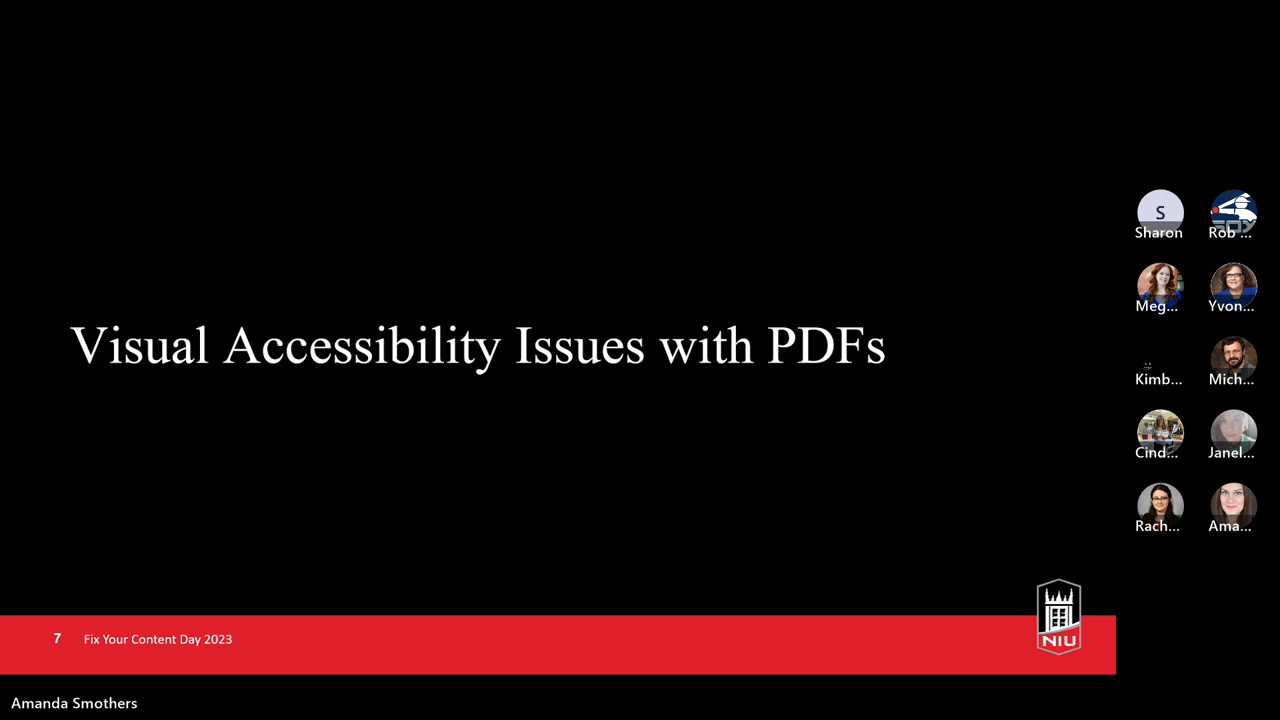 Visual Accessibility Issues with PDFs
S
Sharon
Rob ...
Meg...
Yvon...
Kimb...
Mich...
Cind...
Janel...
Rach...
Ama...
SOX
NIU
7 Fix Your Content Day 2023
Amanda Smothers